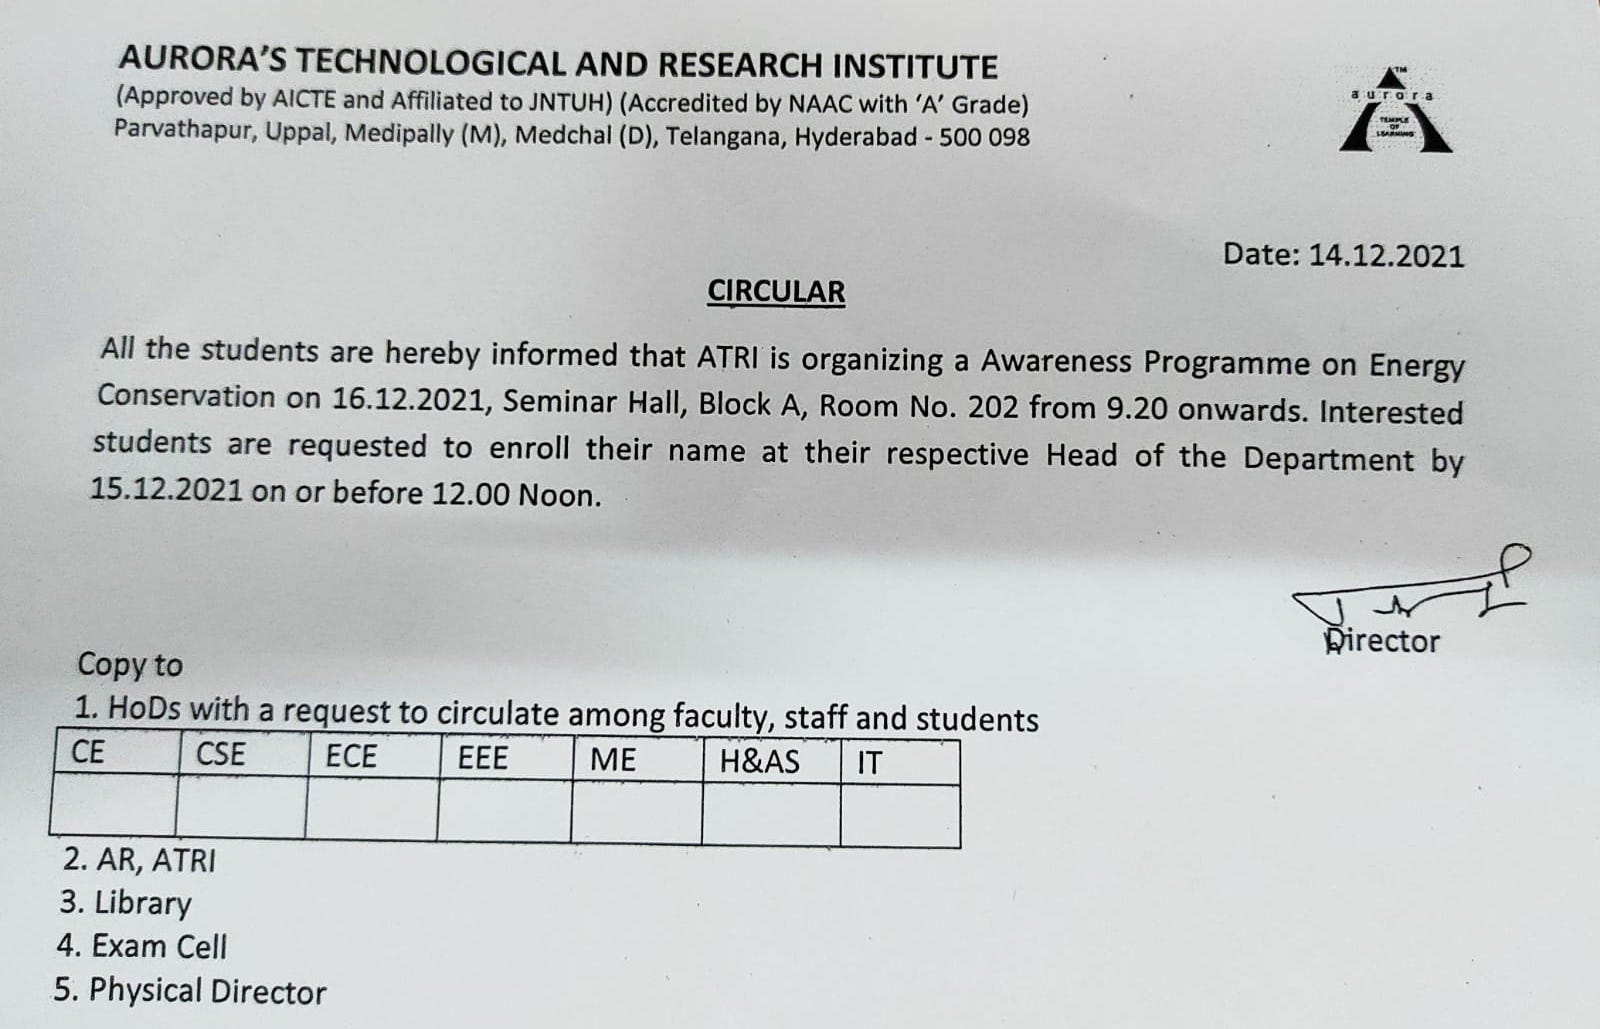 AURORA'S TECHNOLOGICAL AND RESEARCH INSTITUTE
(Approved by AICTE and Affiliated to JNTUH) (Accredited by NAAC with 'A' Grade)
Parvathapur, Uppal, Medipally (M), Medchal (D), Telangana, Hyderabad - 500 098
TM
aurora
TEMPLE
OF
LEARNING
Date: 14.12.2021
CIRCULAR
All the students are hereby informed that ATRI is organizing a Awareness Programme on Energy
Conservation on 16.12.2021, Seminar Hall, Block A, Room No. 202 from 9.20 onwards. Interested
students are requested to enroll their name at their respective Head of the Department by
15.12.2021 on or before 12.00 Noon.
Director
Copy to
1. HoDs with a request to circulate among faculty, staff and students
CE CSE ECE EEE ME H&AS IT
2. AR, ATRI
3. Library
4. Exam Cell
5. Physical Director